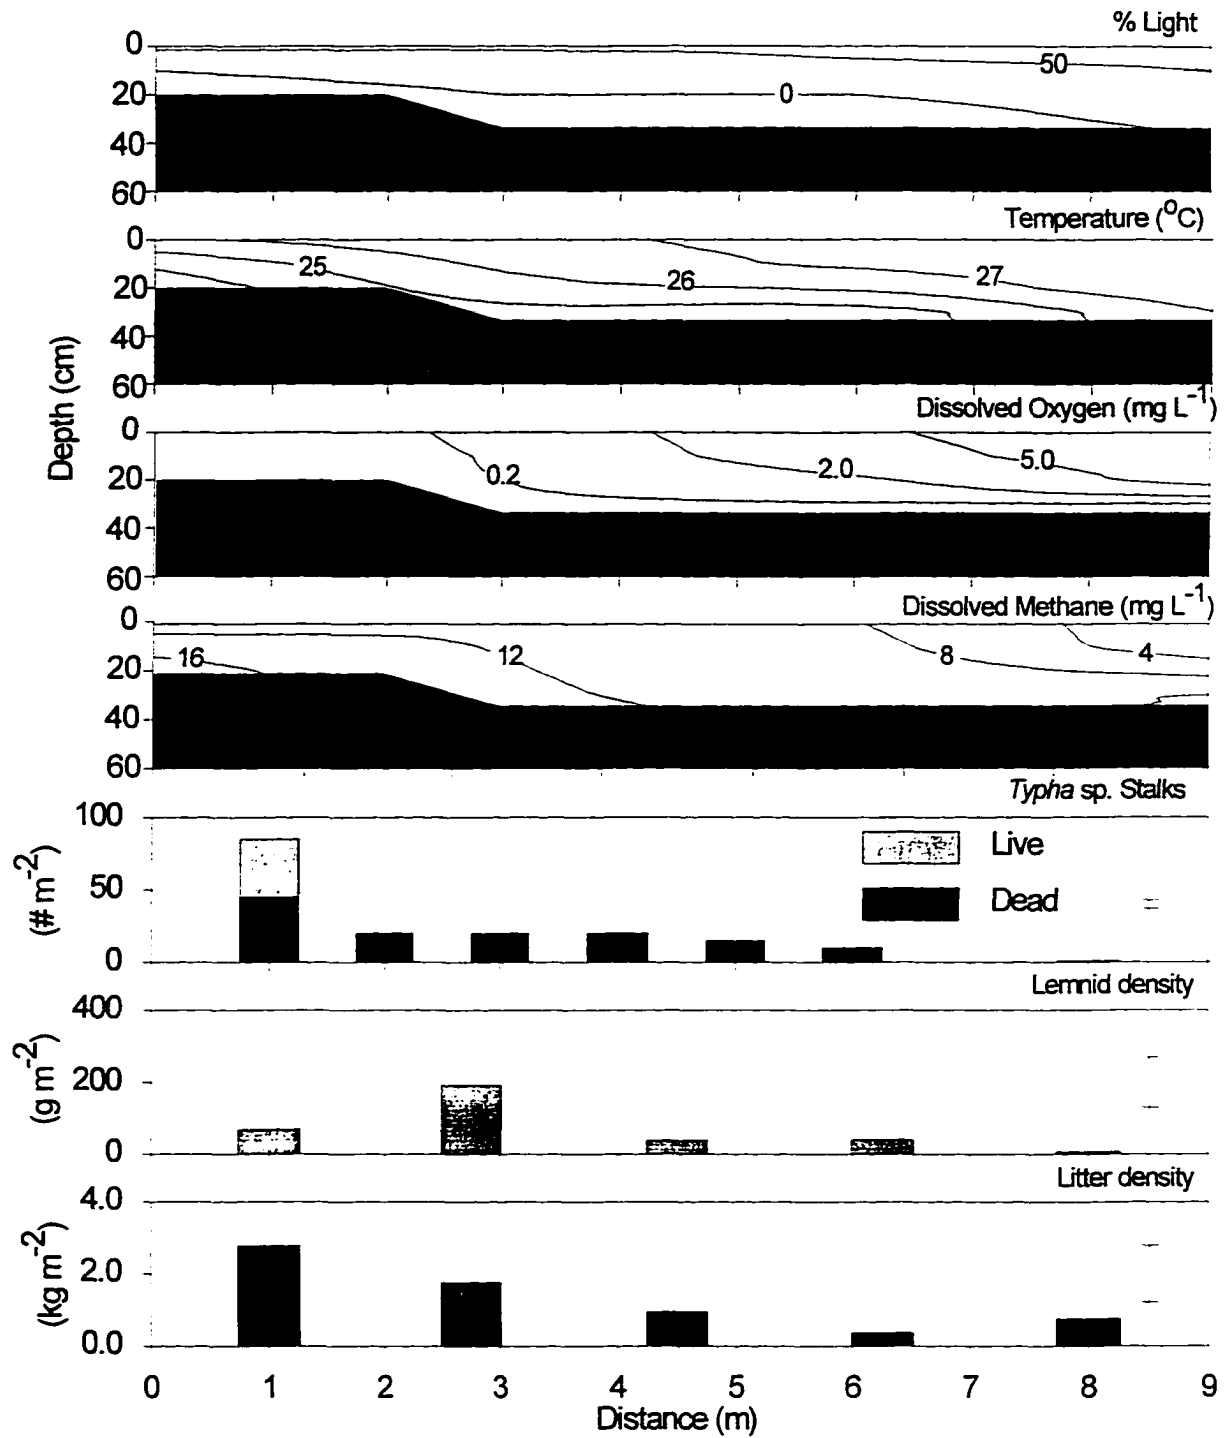 % Light
0
20
40
60
50
0
Temperature (°C)
0
20
40
60
25
26
27
Depth (cm)
Dissolved Oxygen (mg L⁻¹)
0
20
40
60
0.2
2.0
5.0
Dissolved Methane (mg L⁻¹)
0
20
40
60
16
12
8
4
Typha sp. Stalks
100
50
0
(# m⁻²)
Live
Dead
Lemnid density
400
200
0
(g m⁻²)
Litter density
4.0
2.0
0.0
(kg m⁻²)
0 1 2 3 4 5 6 7 8 9
Distance (m)